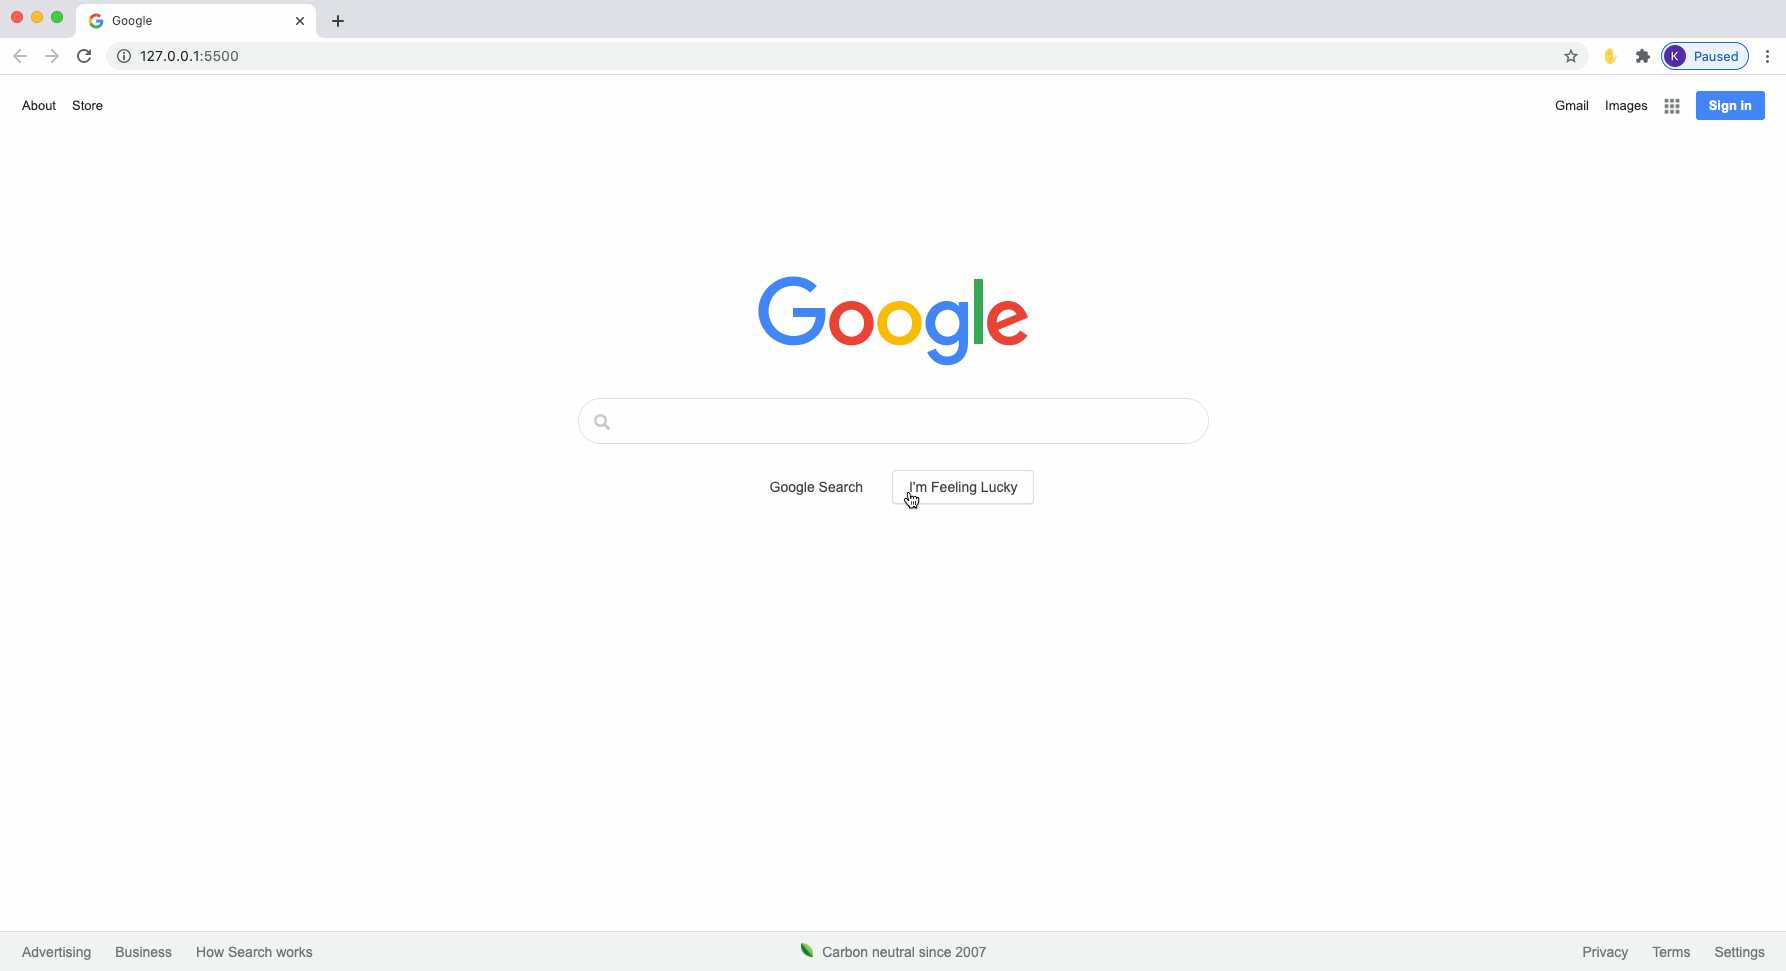 Google
127.0.0.1:5500
K Paused
About Store
Gmail Images Sign in
Google
Google Search I'm Feeling Lucky
Advertising Business How Search works
Carbon neutral since 2007
Privacy Terms Settings